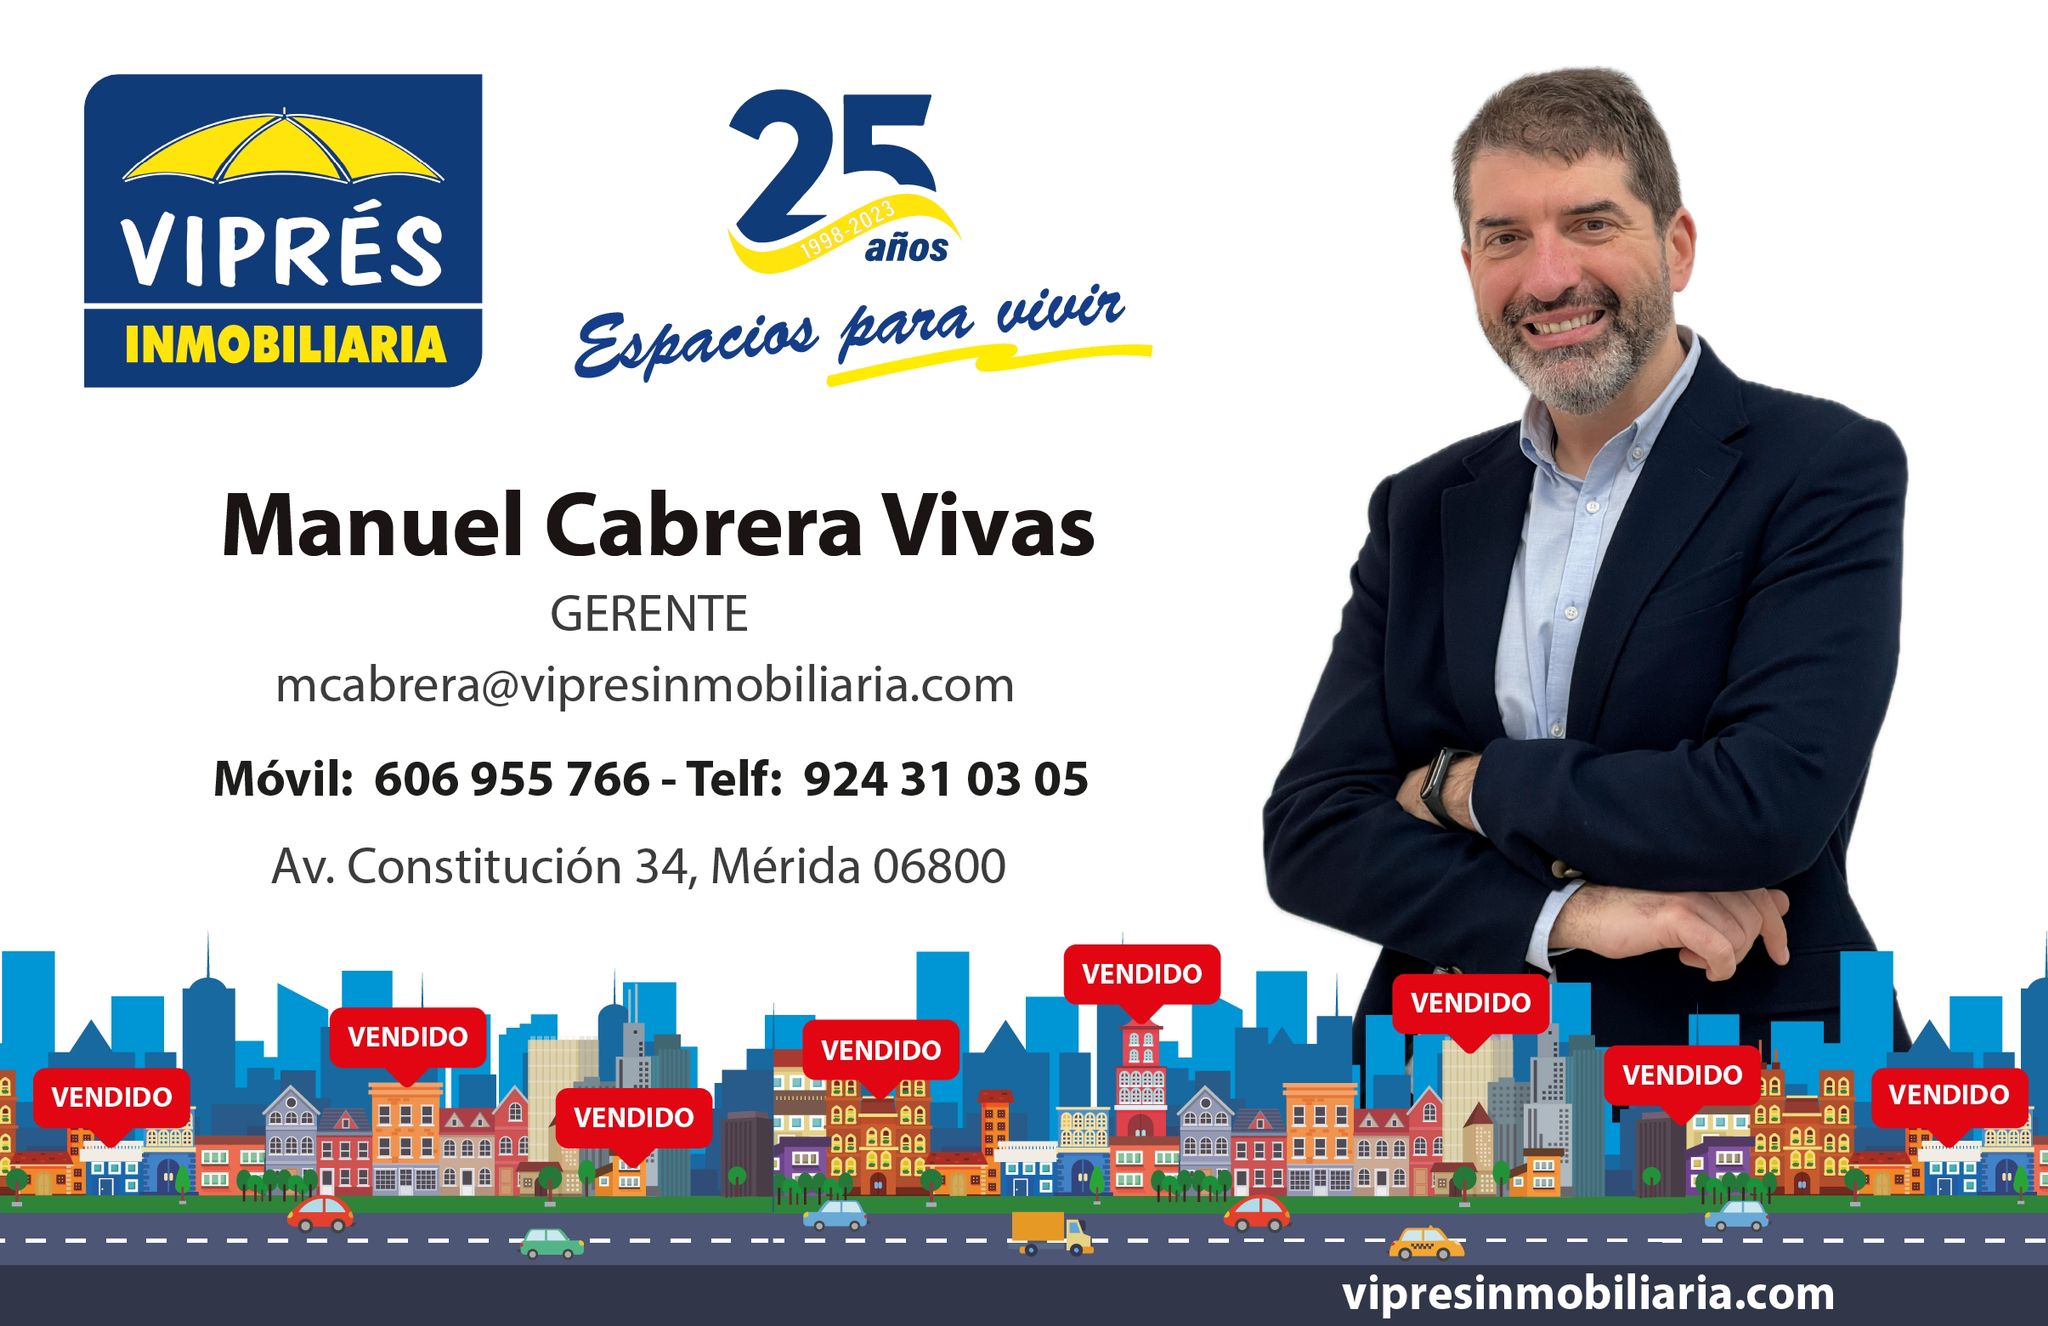 VIPRÉS
INMOBILIARIA
25
1998-2023
años
Espacios para vivir
Manuel Cabrera Vivas
GERENTE
mcabrera@vipresinmobiliaria.com
Móvil: 606 955 766 - Telf: 924 31 03 05
Av. Constitución 34, Mérida 06800
VENDIDO
VENDIDO
VENDIDO
VENDIDO
VENDIDO
VENDIDO
VENDIDO
VENDIDO
vipresinmobiliaria.com